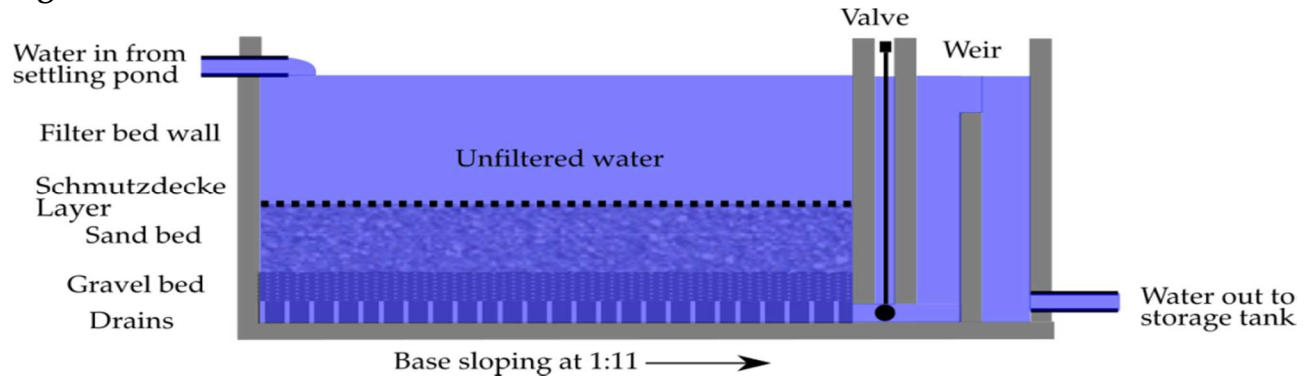 Valve
Water in from
settling pond
Weir
Filter bed wall
Unfiltered water
Schmutzdecke
Layer
Sand bed
Gravel bed
Drains
Water out to
storage tank
Base sloping at 1:11